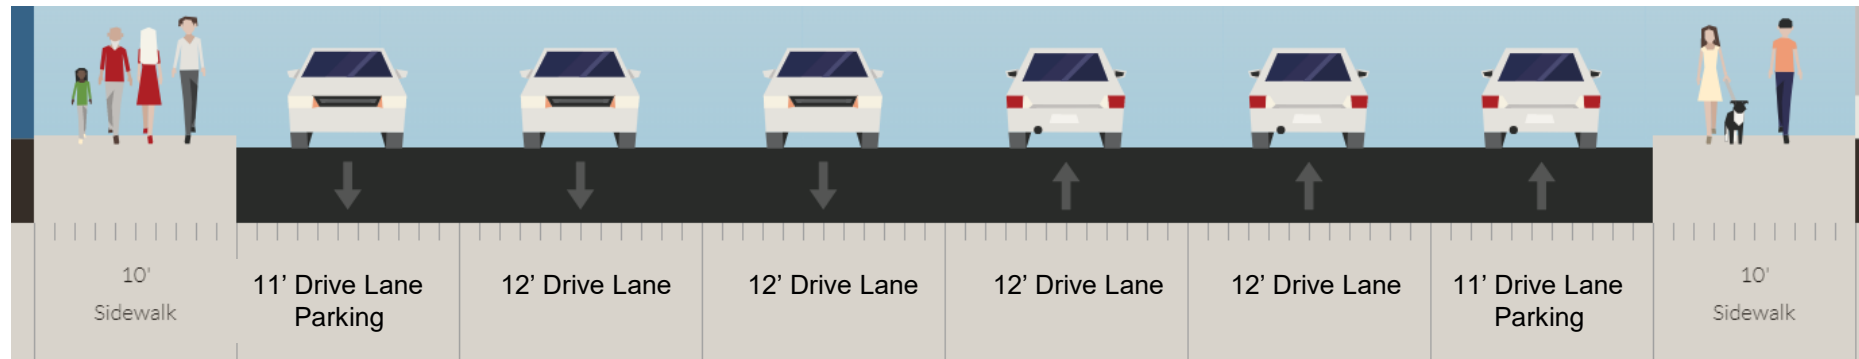 10'
Sidewalk
11’ Drive Lane
Parking
12’ Drive Lane
12’ Drive Lane
12’ Drive Lane
12’ Drive Lane
11’ Drive Lane
Parking
10'
Sidewalk